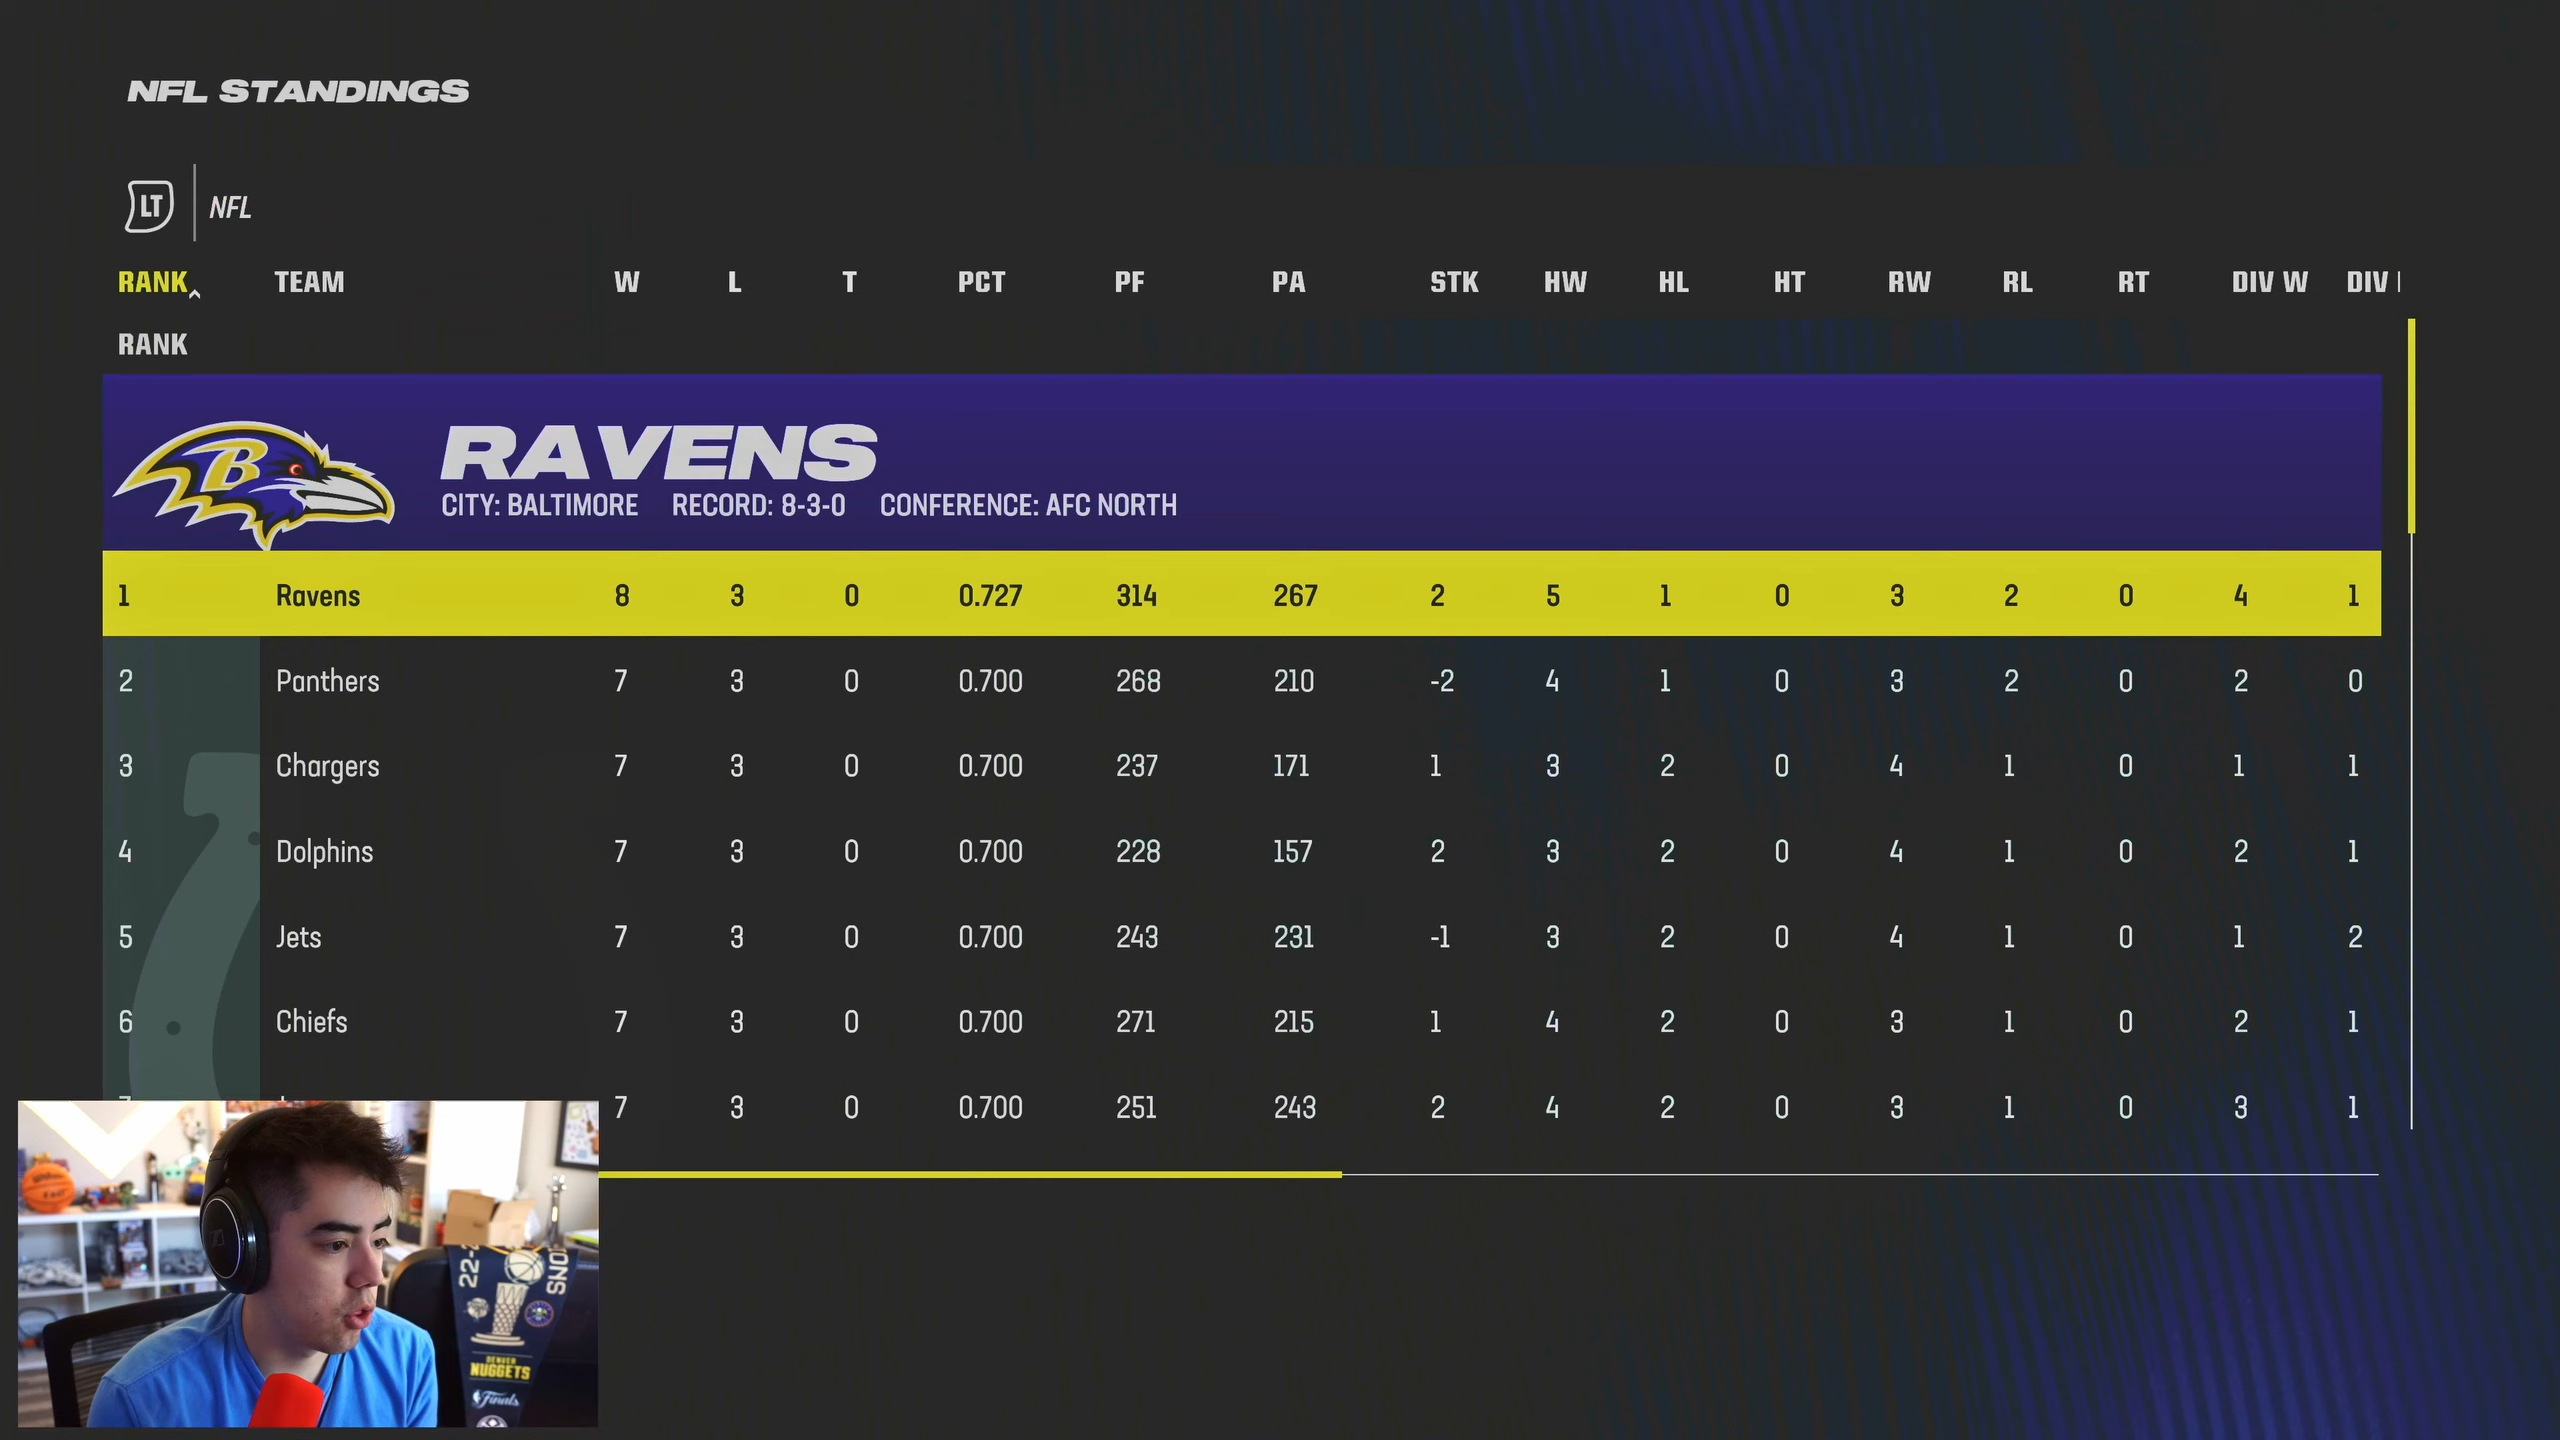 NFL STANDINGS
LT NFL
RANK TEAM W L T PCT PF PA STK HW HL HT RW RL RT DIV W DIV
RANK
B
RAVENS
CITY: BALTIMORE RECORD: 8-3-0 CONFERENCE: AFC NORTH
1 Ravens 8 3 0 0.727 314 267 2 5 1 0 3 2 0 4 1
2 Panthers 7 3 0 0.700 268 210 -2 4 1 0 3 2 0 2 0
3 Chargers 7 3 0 0.700 237 171 1 3 2 0 4 1 0 1 1
4 Dolphins 7 3 0 0.700 228 157 2 3 2 0 4 1 0 2 1
5 Jets 7 3 0 0.700 243 231 -1 3 2 0 4 1 0 1 2
6 Chiefs 7 3 0 0.700 271 215 1 4 2 0 3 1 0 2 1
7 3 0 0.700 251 243 2 4 2 0 3 1 0 3 1
22-
ONS
DENVER
NUGGETS
Finals